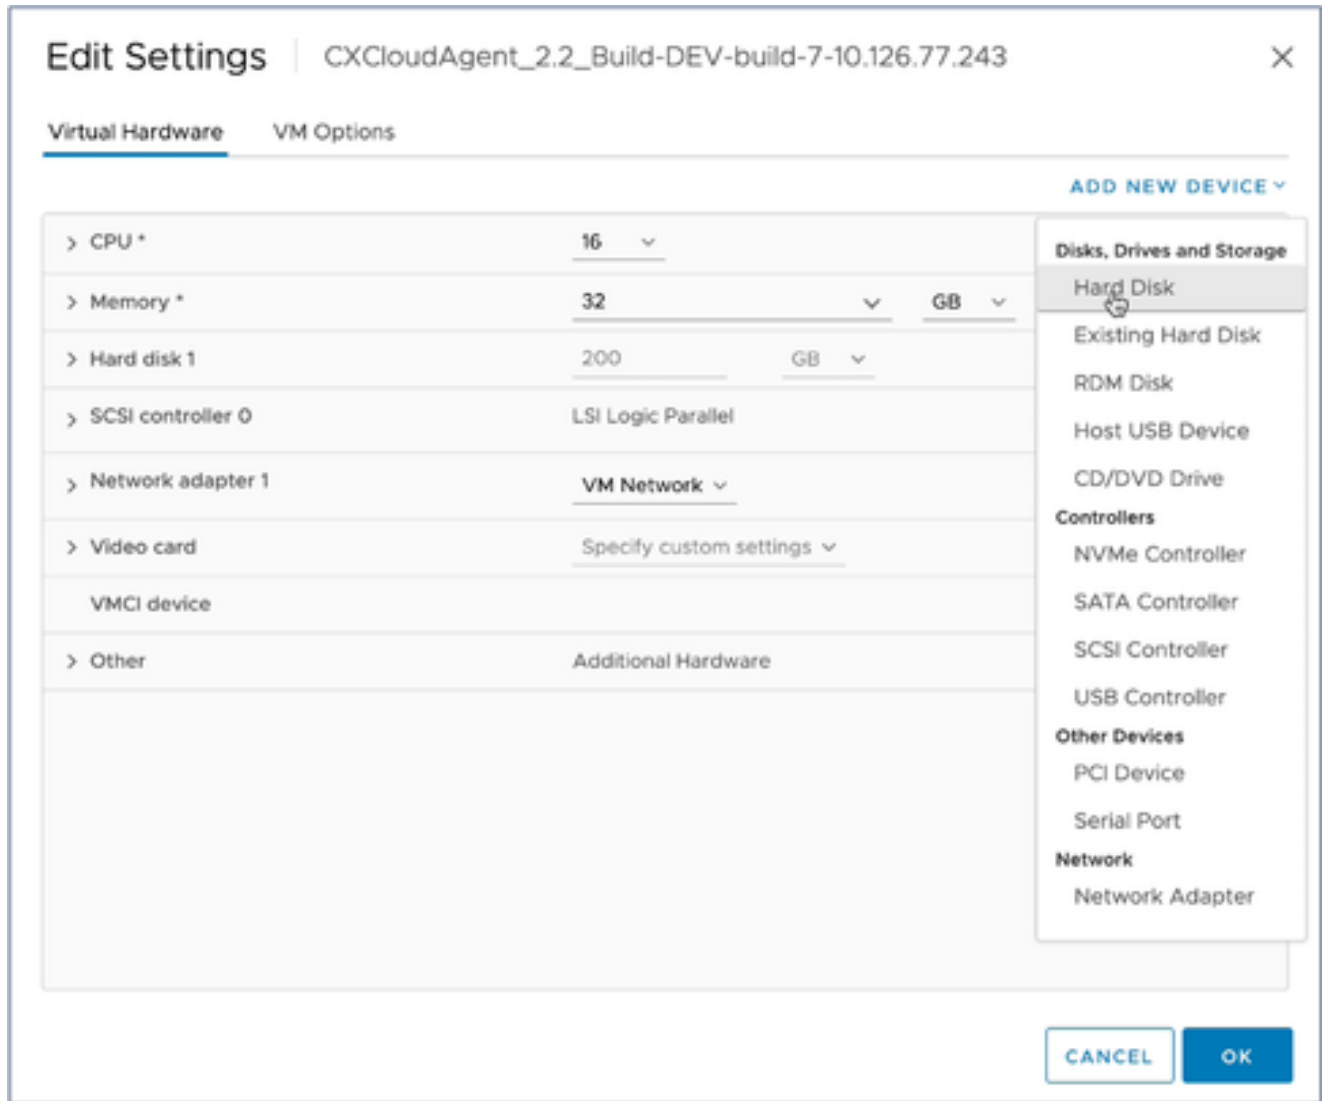 Edit Settings CXCloudAgent_2.2_Build-DEV-build-7-10.126.77.243
Virtual Hardware VM Options
ADD NEW DEVICE
CPU * 16
Memory * 32 GB
Hard disk 1 200 GB
SCSI controller 0 LSI Logic Parallel
Network adapter 1 VM Network
Video card Specify custom settings
VMCI device
Other Additional Hardware
Disks, Drives and Storage
Hard Disk
Existing Hard Disk
RDM Disk
Host USB Device
CD/DVD Drive
Controllers
NVMe Controller
SATA Controller
SCSI Controller
USB Controller
Other Devices
PCI Device
Serial Port
Network
Network Adapter
CANCEL OK